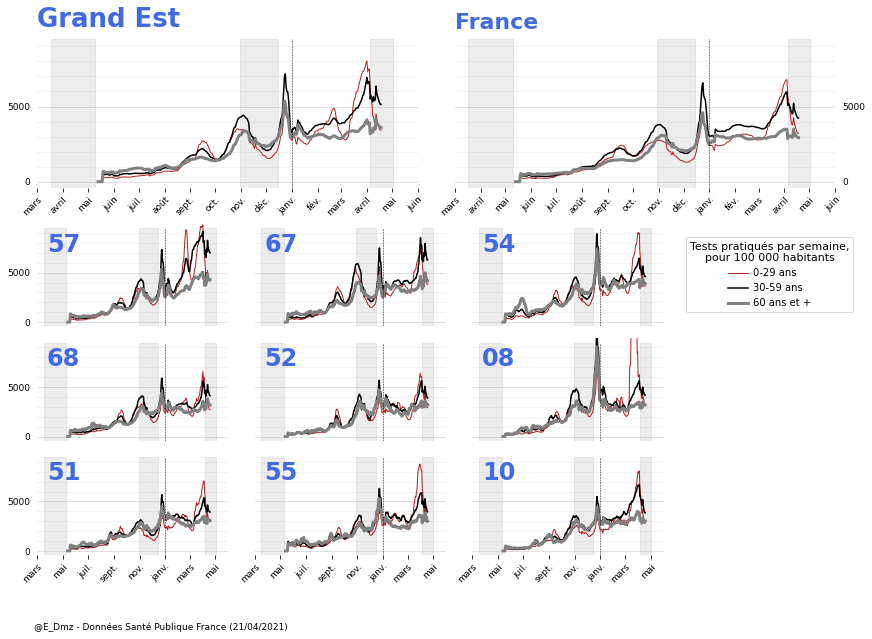 Grand Est
France
5000
0
mars avril mai juin juil. août sept. oct. nov. déc. janv. fév. mars avril mai juin
5000
0
mars avril mai juin juil. août sept. oct. nov. déc. janv. fév. mars avril mai juin
57
67
54
5000
0
Tests pratiqués par semaine,
pour 100 000 habitants
0-29 ans
30-59 ans
60 ans et +
68
52
08
5000
0
51
55
10
5000
0
mars mai juil. sept. nov. janv. mars mai
mars mai juil. sept. nov. janv. mars mai
mars mai juil. sept. nov. janv. mars mai
@E_Dmz - Données Santé Publique France (21/04/2021)